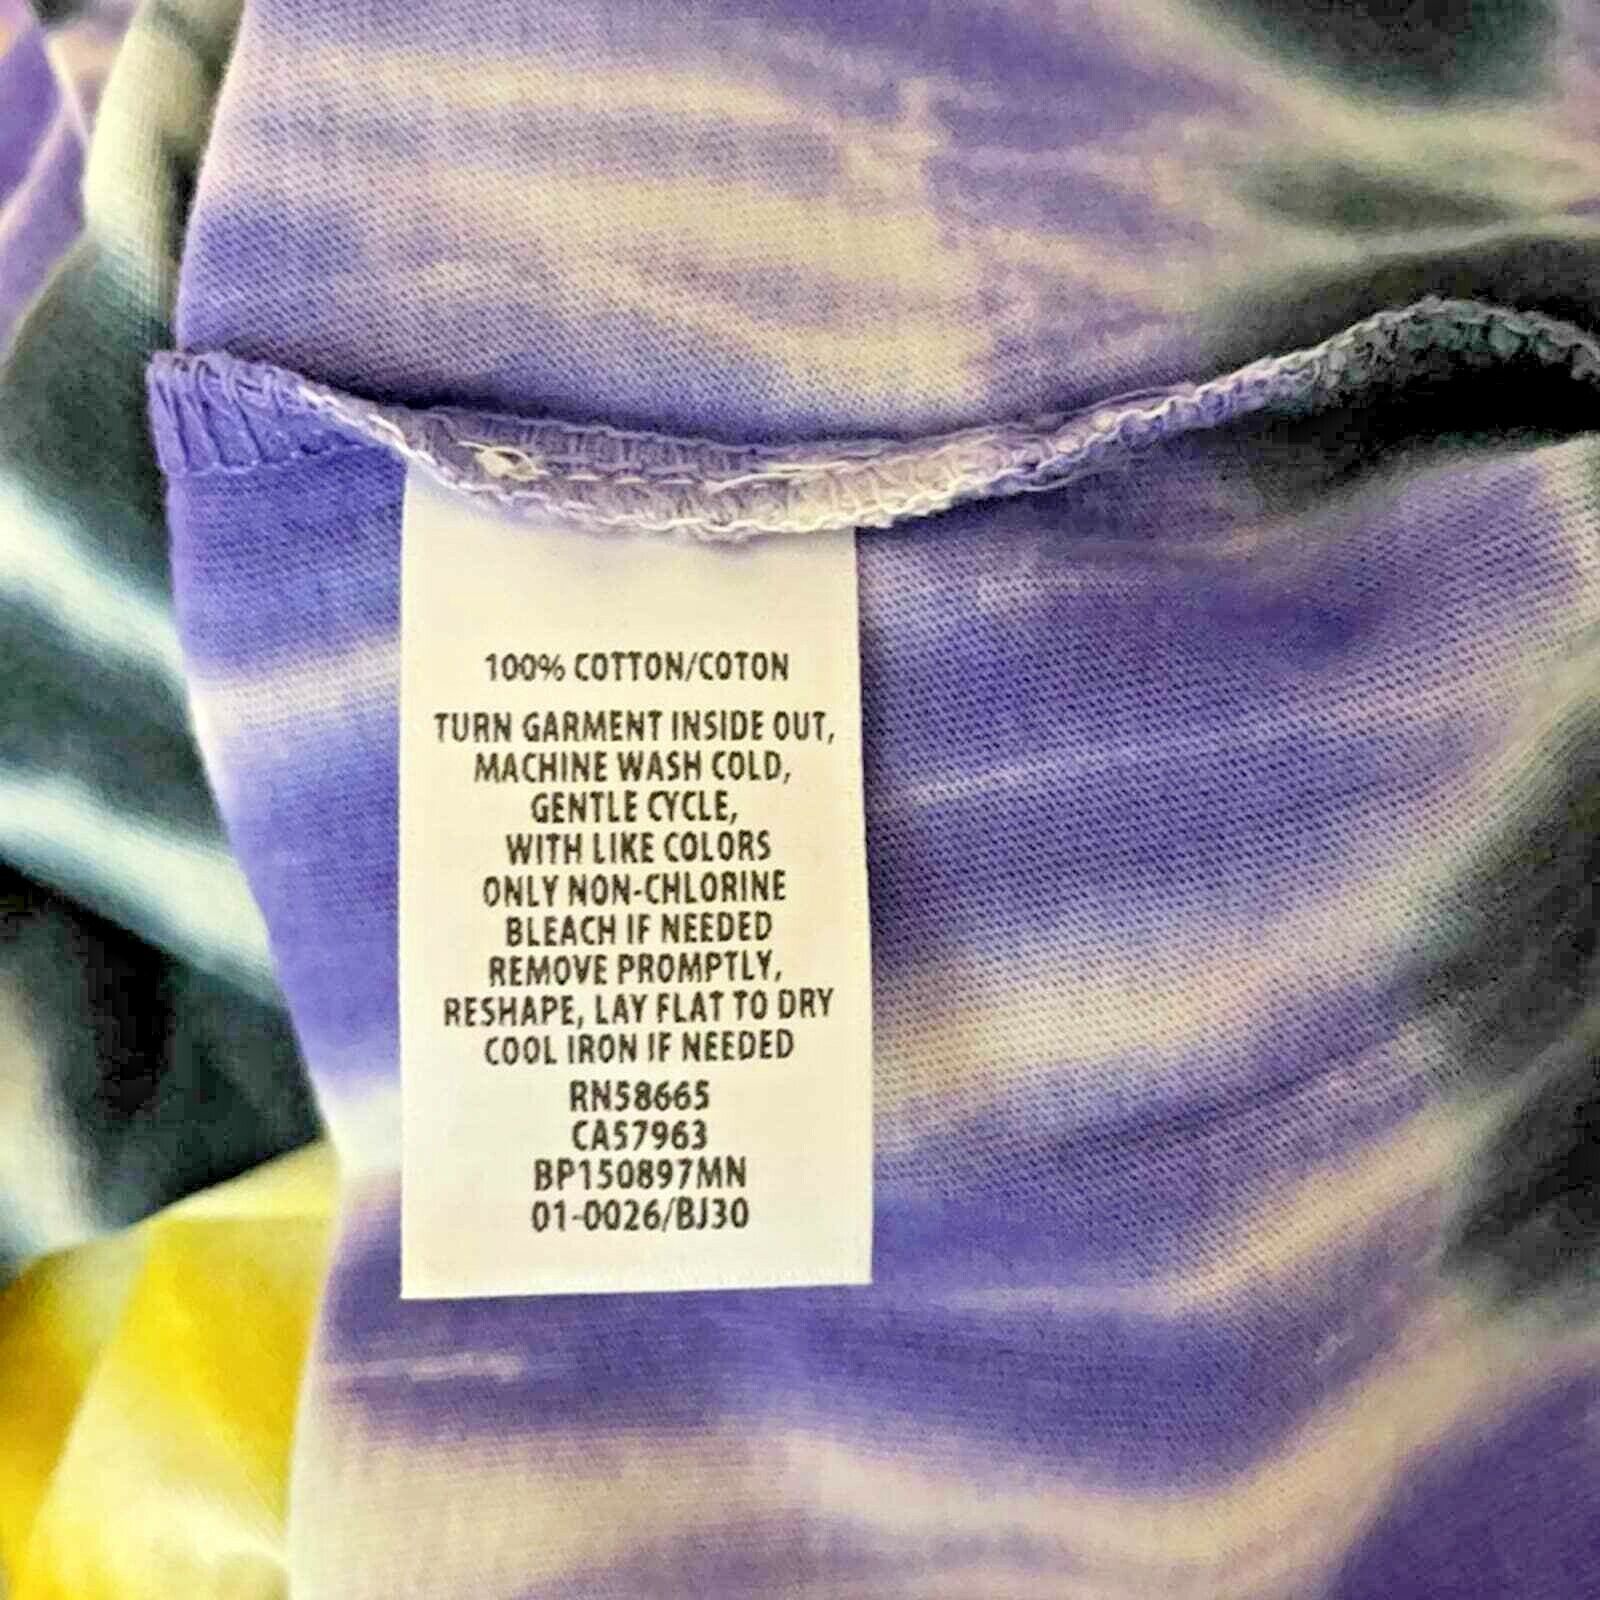 100% COTTON/COTON
TURN GARMENT INSIDE OUT,
MACHINE WASH COLD,
GENTLE CYCLE,
WITH LIKE COLORS
ONLY NON-CHLORINE
BLEACH IF NEEDED
REMOVE PROMPTLY,
RESHAPE, LAY FLAT TO DRY
COOL IRON IF NEEDED
RN58665
CA57963
BP150897MN
01-0026/BJ30